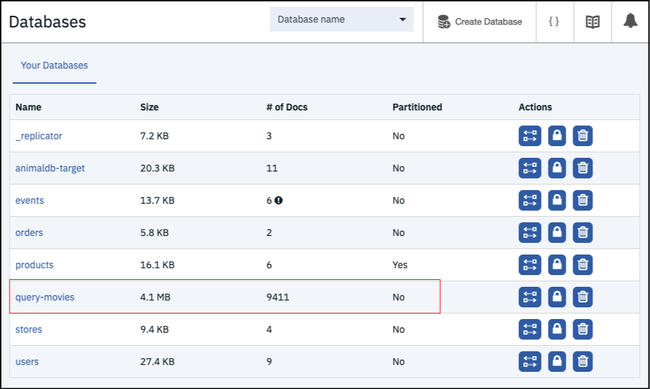 Databases Database name Create Database { }
Your Databases
Name Size # of Docs Partitioned Actions
_replicator 7.2 KB 3 No
animaldb-target 20.3 KB 11 No
events 13.7 KB 6 No
orders 5.8 KB 2 No
products 16.1 KB 6 Yes
query-movies 4.1 MB 9411 No
stores 9.4 KB 4 No
users 27.4 KB 9 No